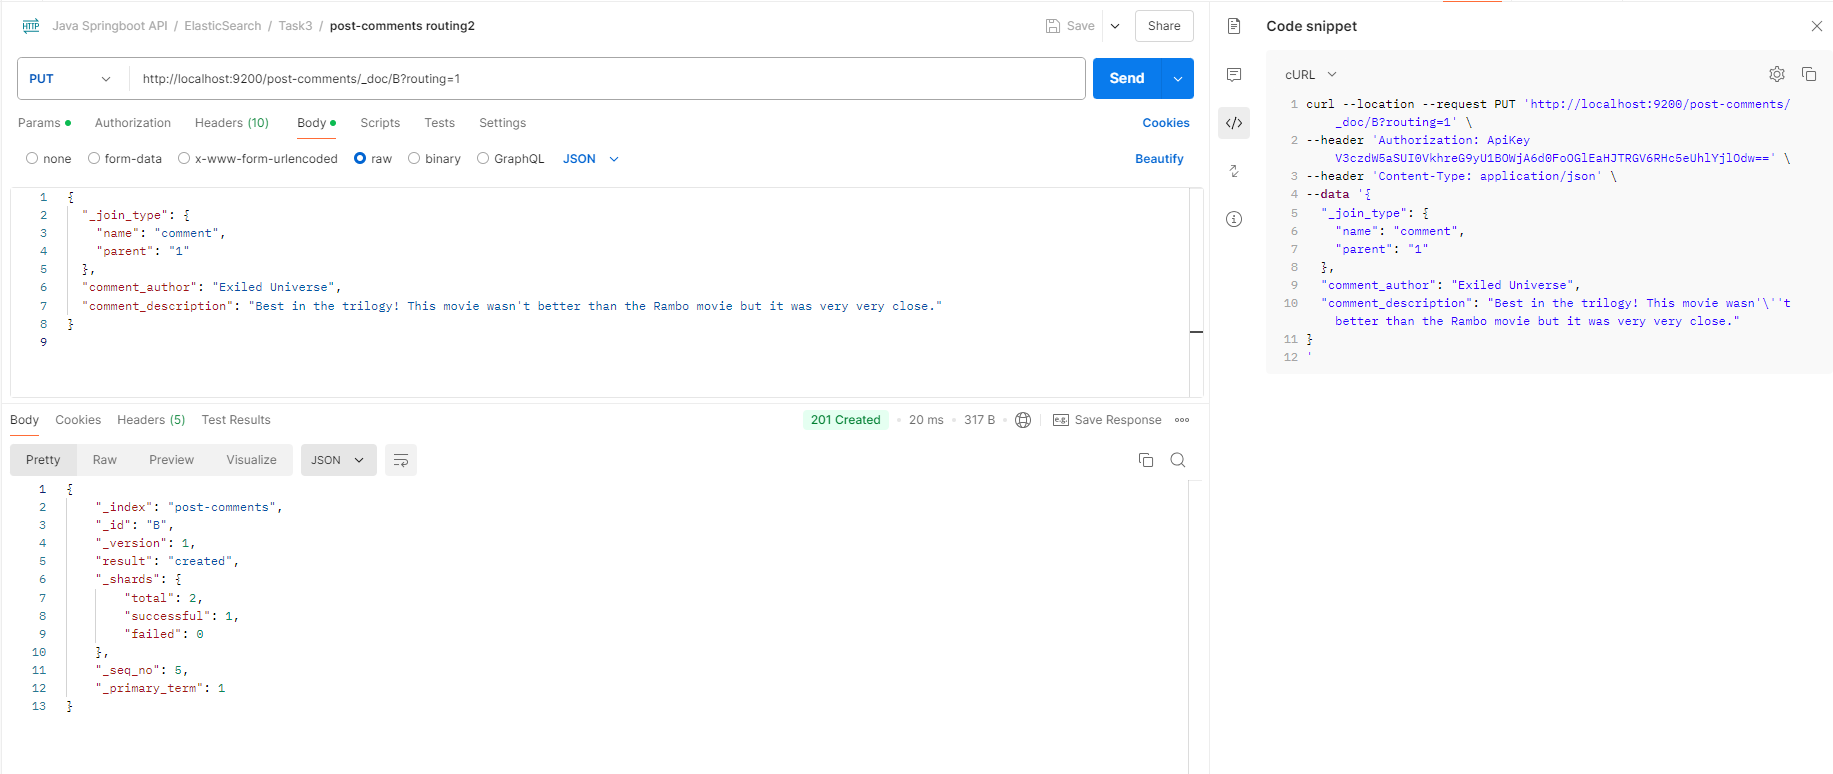 HTTP Java Springboot API / ElasticSearch / Task3 / post-comments routing2 Save Share
PUT http://localhost:9200/post-comments/_doc/B?routing=1 Send
Params Authorization Headers (10) Body Scripts Tests Settings Cookies
none form-data x-www-form-urlencoded raw binary GraphQL JSON Beautify
1 {
2 "_join_type": {
3 "name": "comment",
4 "parent": "1"
5 },
6 "comment_author": "Exiled Universe",
7 "comment_description": "Best in the trilogy! This movie wasn't better than the Rambo movie but it was very very close."
8 }
9
Body Cookies Headers (5) Test Results 201 Created 20 ms 317 B e.g. Save Response
Pretty Raw Preview Visualize JSON
1 {
2 "_index": "post-comments",
3 "_id": "B",
4 "_version": 1,
5 "result": "created",
6 "_shards": {
7 "total": 2,
8 "successful": 1,
9 "failed": 0
10 },
11 "_seq_no": 5,
12 "_primary_term": 1
13 }
Code snippet
cURL
1 curl --location --request PUT 'http://localhost:9200/post-comments/
_doc/B?routing=1' \
2 --header 'Authorization: ApiKey
V3czdW5aSUI0VkhreG9yU1BOWjA6d0FoOGlEaHJTRGV6RHc5eUhlYjlOdw==' \
3 --header 'Content-Type: application/json' \
4 --data '{
5 "_join_type": {
6 "name": "comment",
7 "parent": "1"
8 },
9 "comment_author": "Exiled Universe",
10 "comment_description": "Best in the trilogy! This movie wasn'\''t
better than the Rambo movie but it was very very close."
11 }
12 '